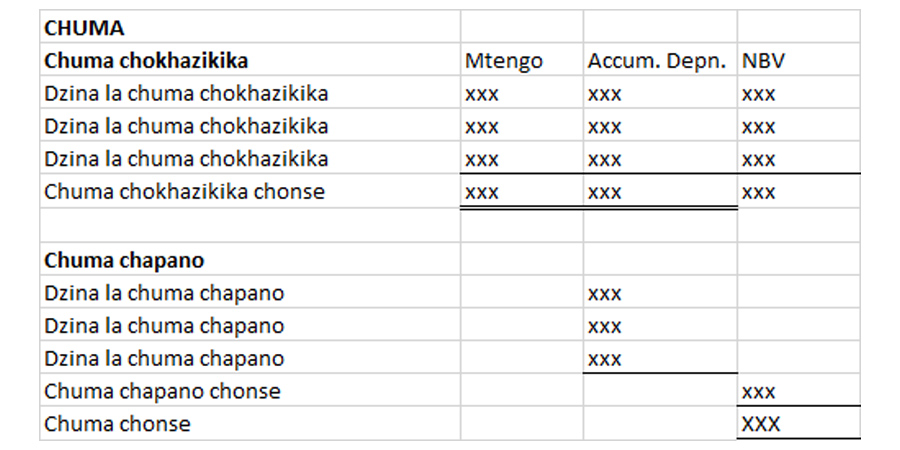 CHUMA
Chuma chokhazikika Mtengo Accum. Depn. NBV
Dzina la chuma chokhazikika xxx xxx xxx
Dzina la chuma chokhazikika xxx xxx xxx
Dzina la chuma chokhazikika xxx xxx xxx
Chuma chokhazikika chonse xxx xxx xxx
Chuma chapano
Dzina la chuma chapano xxx
Dzina la chuma chapano xxx
Dzina la chuma chapano xxx
Chuma chapano chonse xxx
Chuma chonse XXX